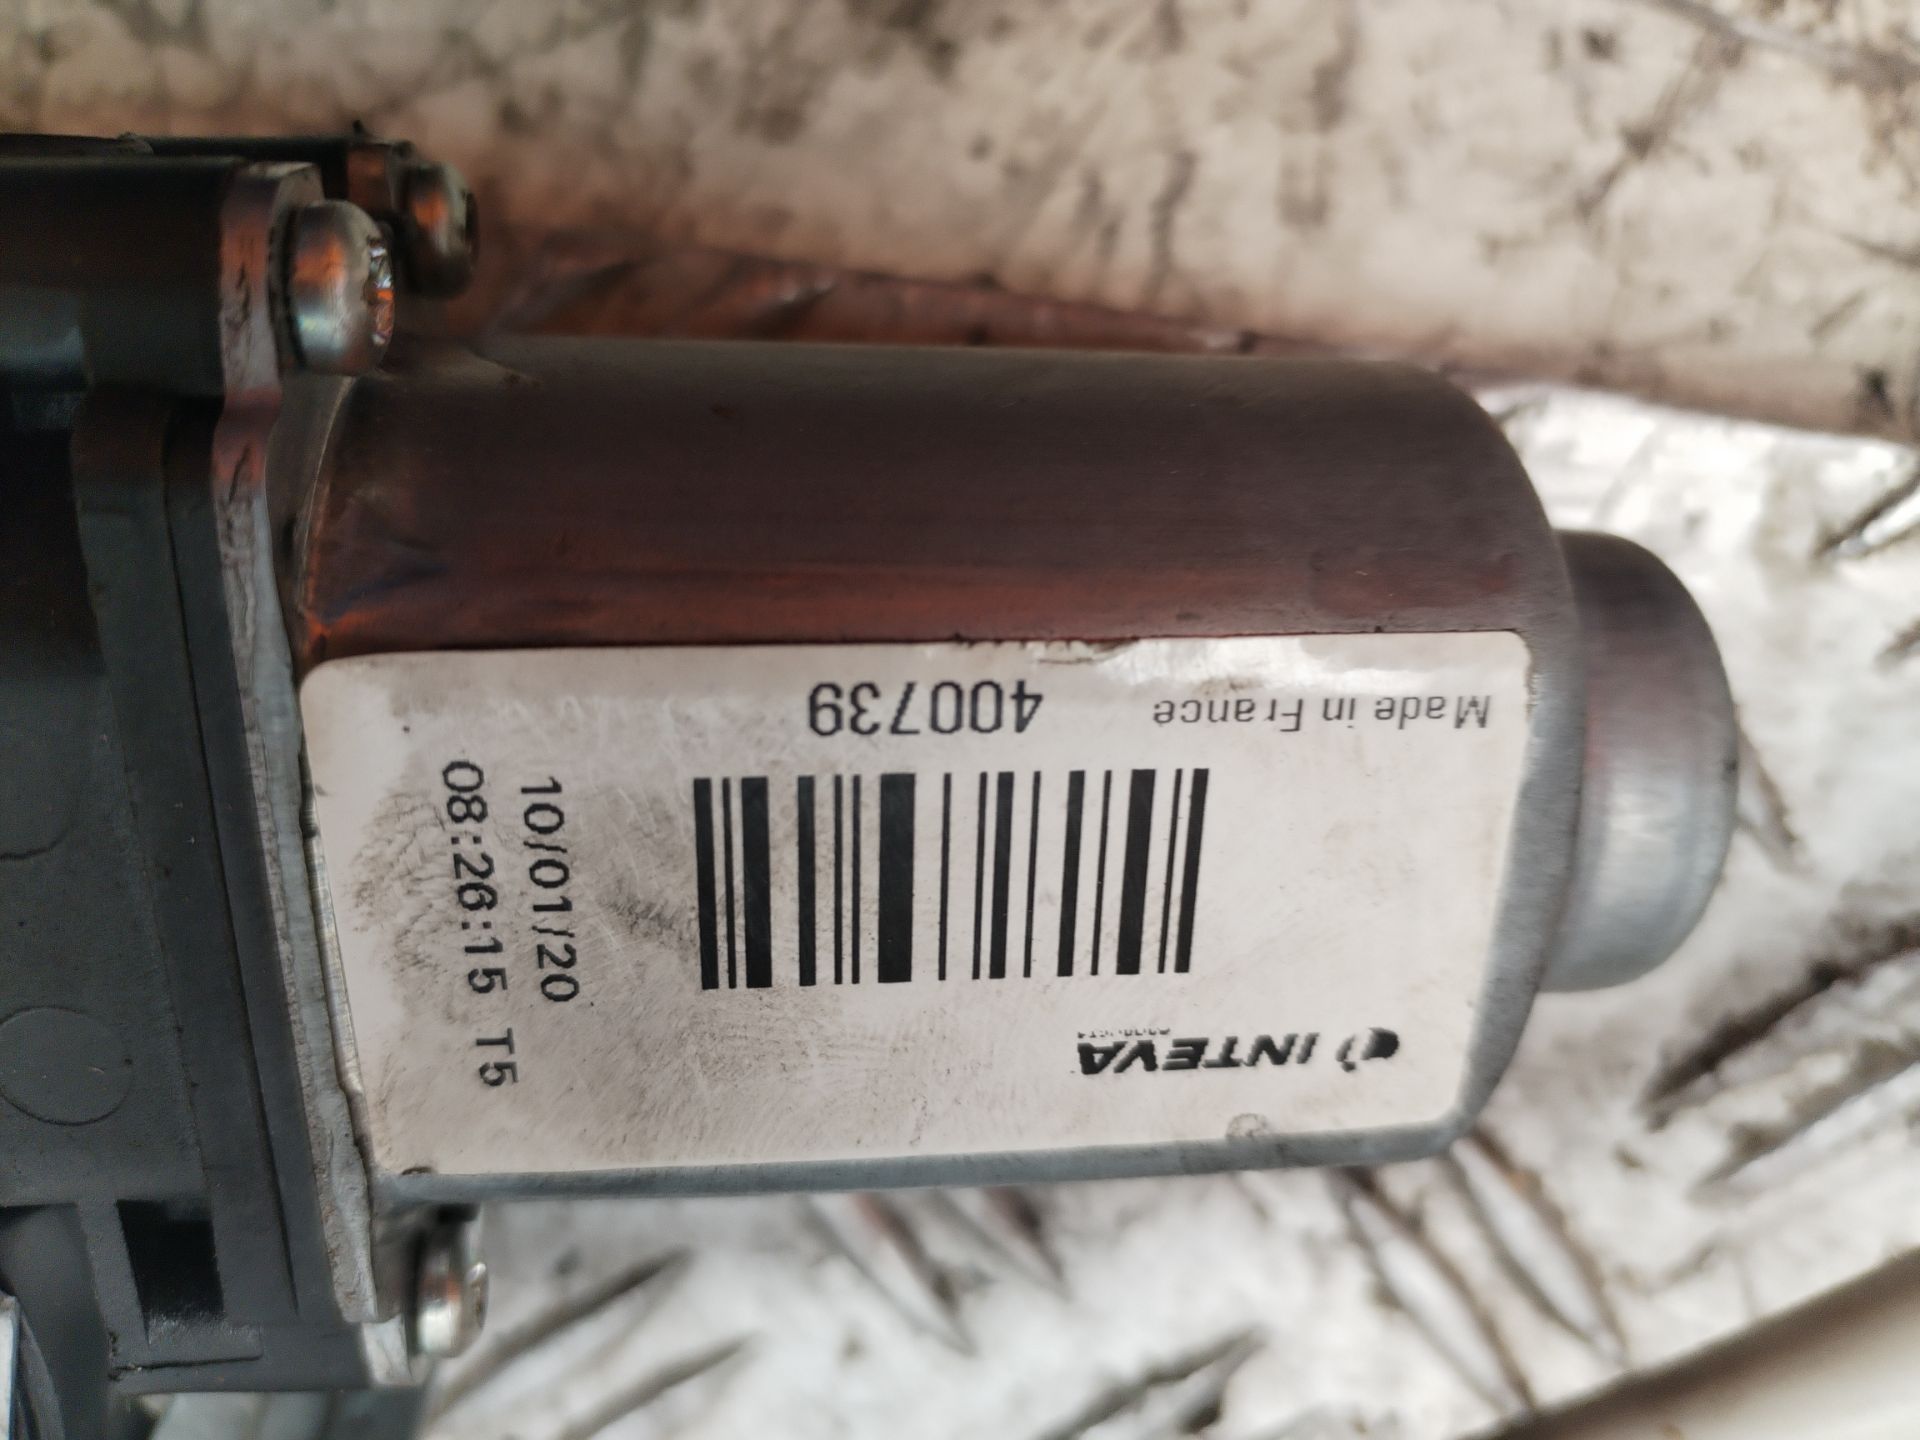 INTEVA
400739
Made in France
10/01/20
08:26:15 T5